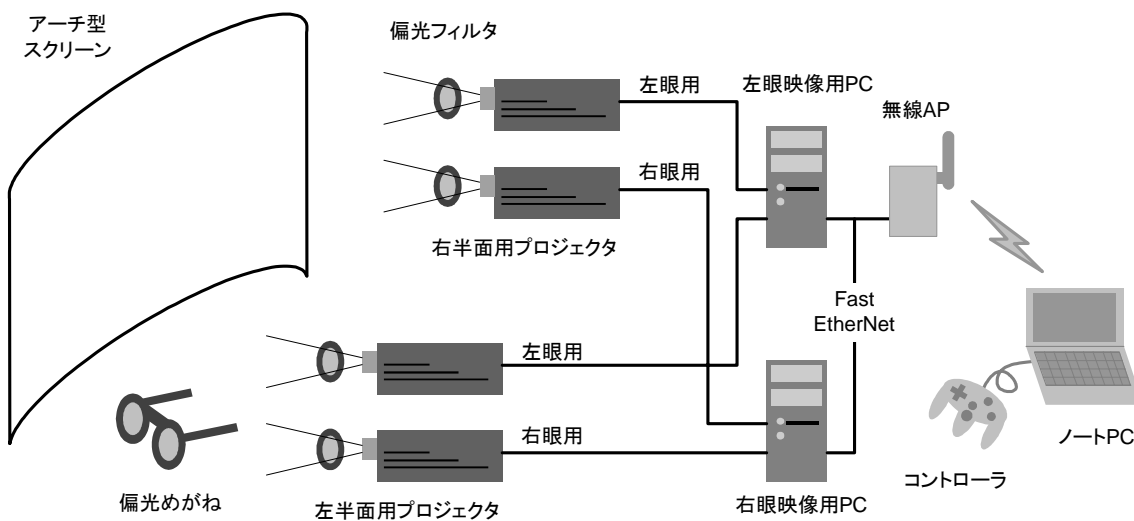 アーチ型
スクリーン
偏光フィルタ
左眼用
左眼映像用PC
無線AP
右眼用
右半面用プロジェクタ
Fast
EtherNet
左眼用
右眼用
偏光めがね
左半面用プロジェクタ
右眼映像用PC
コントローラ
ノートPC